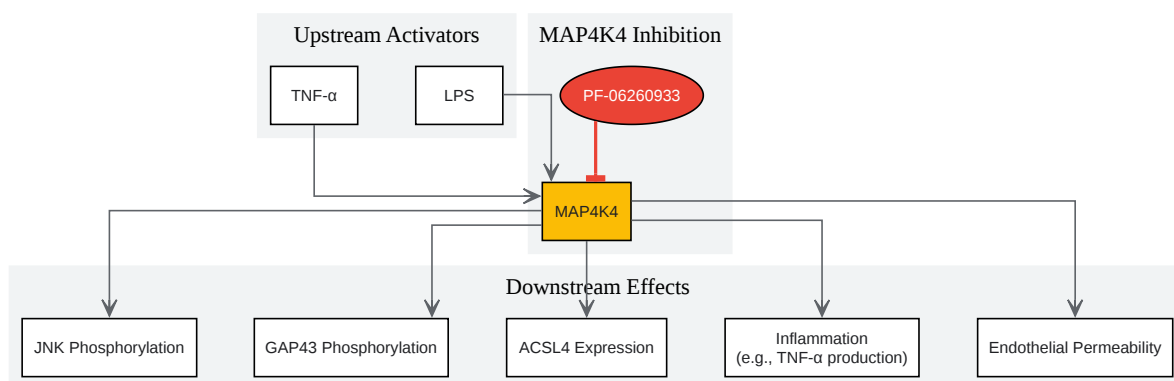 Upstream Activators
MAP4K4 Inhibition
TNF-α
LPS
PF-06260933
MAP4K4
Downstream Effects
JNK Phosphorylation
GAP43 Phosphorylation
ACSL4 Expression
Inflammation
(e.g., TNF-α production)
Endothelial Permeability